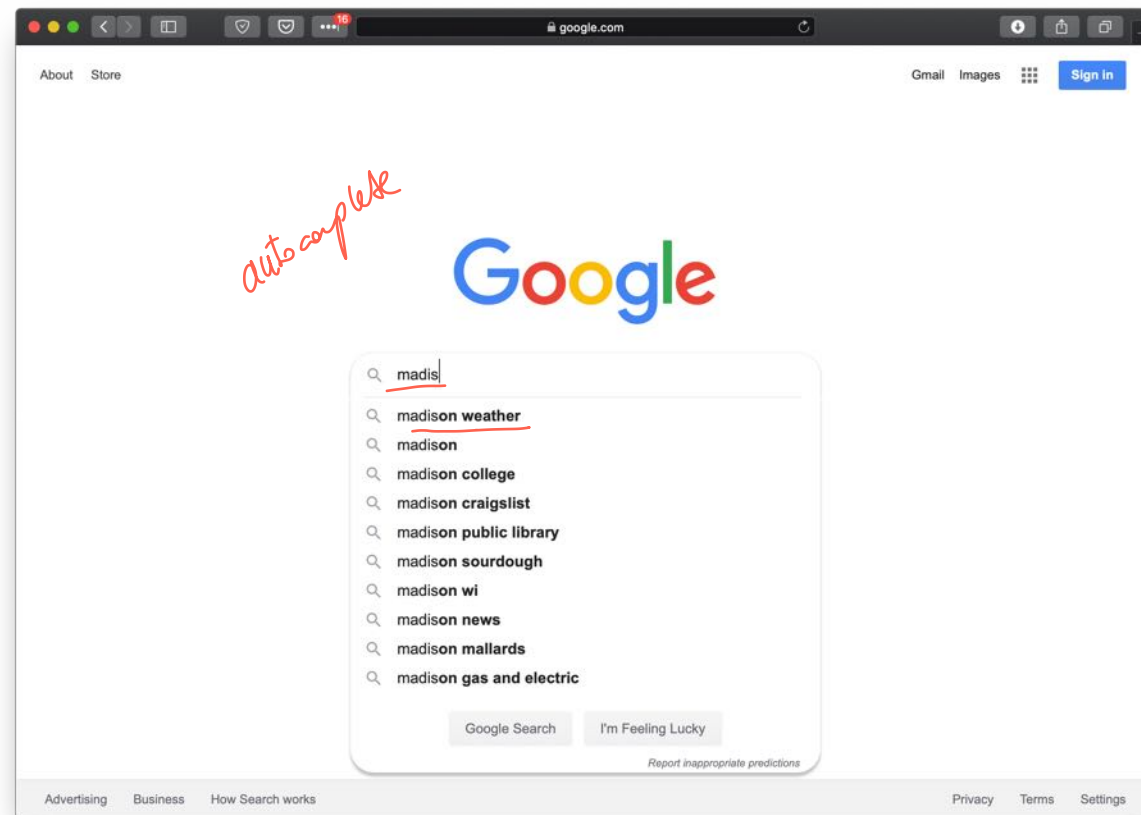 16
google.com
About Store Gmail Images Sign in
autocomplete
Google
madis
madison weather
madison
madison college
madison craigslist
madison public library
madison sourdough
madison wi
madison news
madison mallards
madison gas and electric
Google Search I'm Feeling Lucky
Report inappropriate predictions
Advertising Business How Search works Privacy Terms Settings